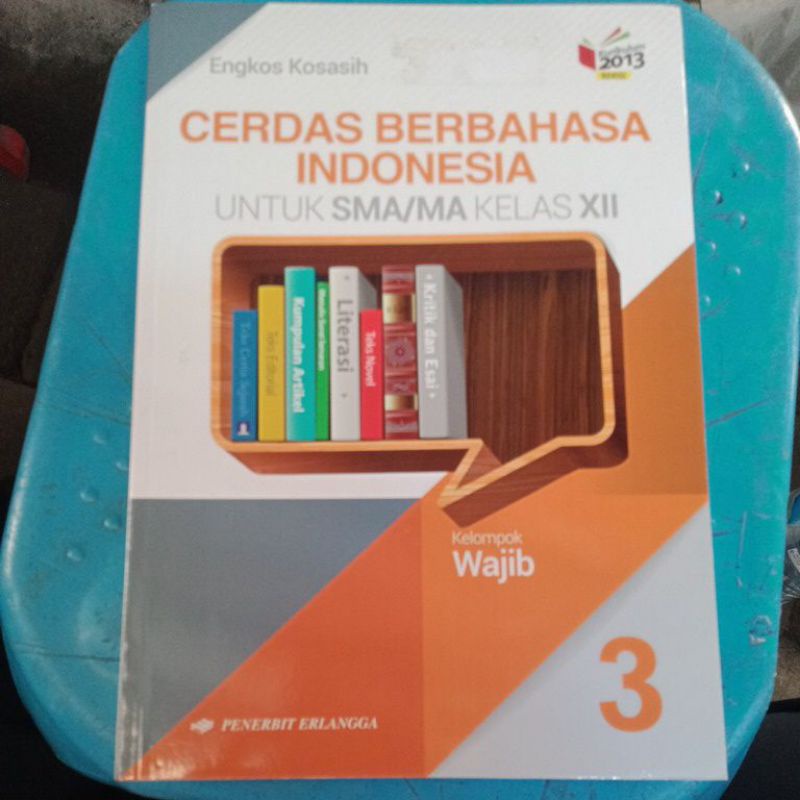 Engkos Kosasih
Kurikulum
2013
REVISI
CERDAS BERBAHASA
INDONESIA
UNTUK SMA/MA KELAS XII
Teks Editorial
Kumpulan Artikel
Literasi
Teks Novel
Kritik dan Esai
Kelompok
Wajib
3
PENERBIT ERLANGGA